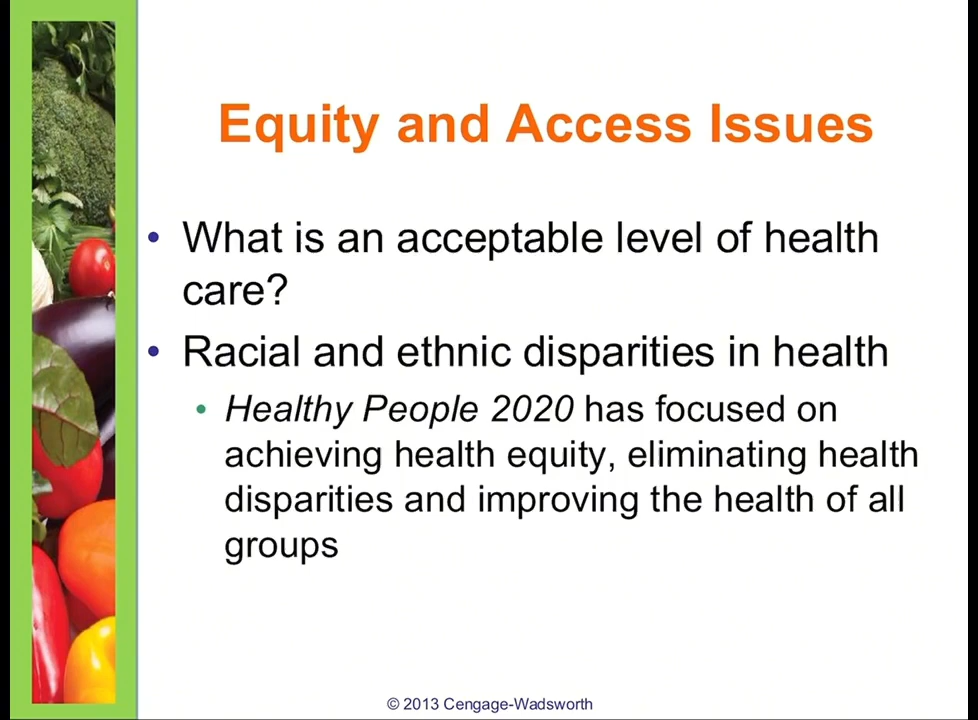 Equity and Access Issues
• What is an acceptable level of health
care?
• Racial and ethnic disparities in health
• Healthy People 2020 has focused on
achieving health equity, eliminating health
disparities and improving the health of all
groups
© 2013 Cengage-Wadsworth